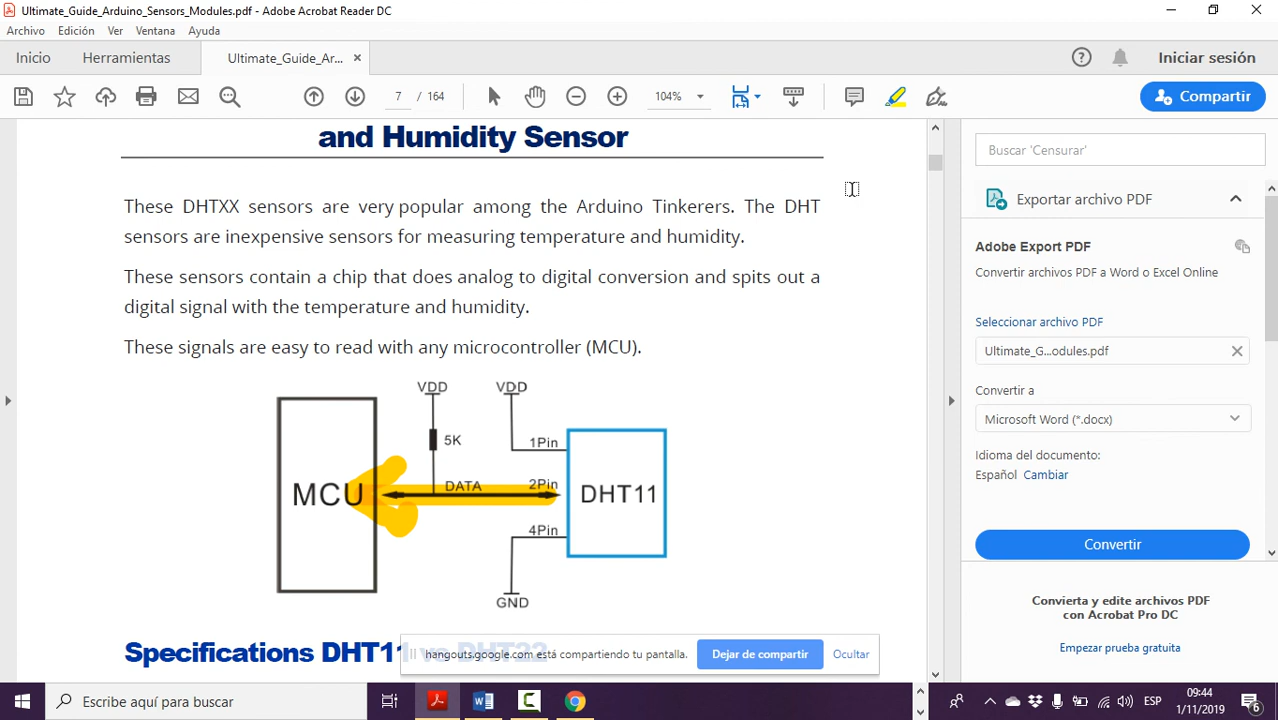 Ultimate_Guide_Arduino_Sensors_Modules.pdf - Adobe Acrobat Reader DC
Archivo Edición Ver Ventana Ayuda
Inicio Herramientas Ultimate_Guide_Ar... Iniciar sesión
7 / 164 104% Compartir
and Humidity Sensor
These DHTXX sensors are very popular among the Arduino Tinkerers. The DHT
sensors are inexpensive sensors for measuring temperature and humidity.
These sensors contain a chip that does analog to digital conversion and spits out a
digital signal with the temperature and humidity.
These signals are easy to read with any microcontroller (MCU).
VDD VDD
5K 1Pin
MCU DATA 2Pin DHT11
4Pin
GND
Specifications DHT11 vs DHT22
hangouts.google.com está compartiendo tu pantalla. Dejar de compartir Ocultar
Buscar 'Censurar'
Exportar archivo PDF
Adobe Export PDF
Convertir archivos PDF a Word o Excel Online
Seleccionar archivo PDF
Ultimate_G...odules.pdf
Convertir a
Microsoft Word (*.docx)
Idioma del documento:
Español Cambiar
Convertir
Convierta y edite archivos PDF
con Acrobat Pro DC
Empezar prueba gratuita
Escribe aquí para buscar
ESP
09:44
1/11/2019
6